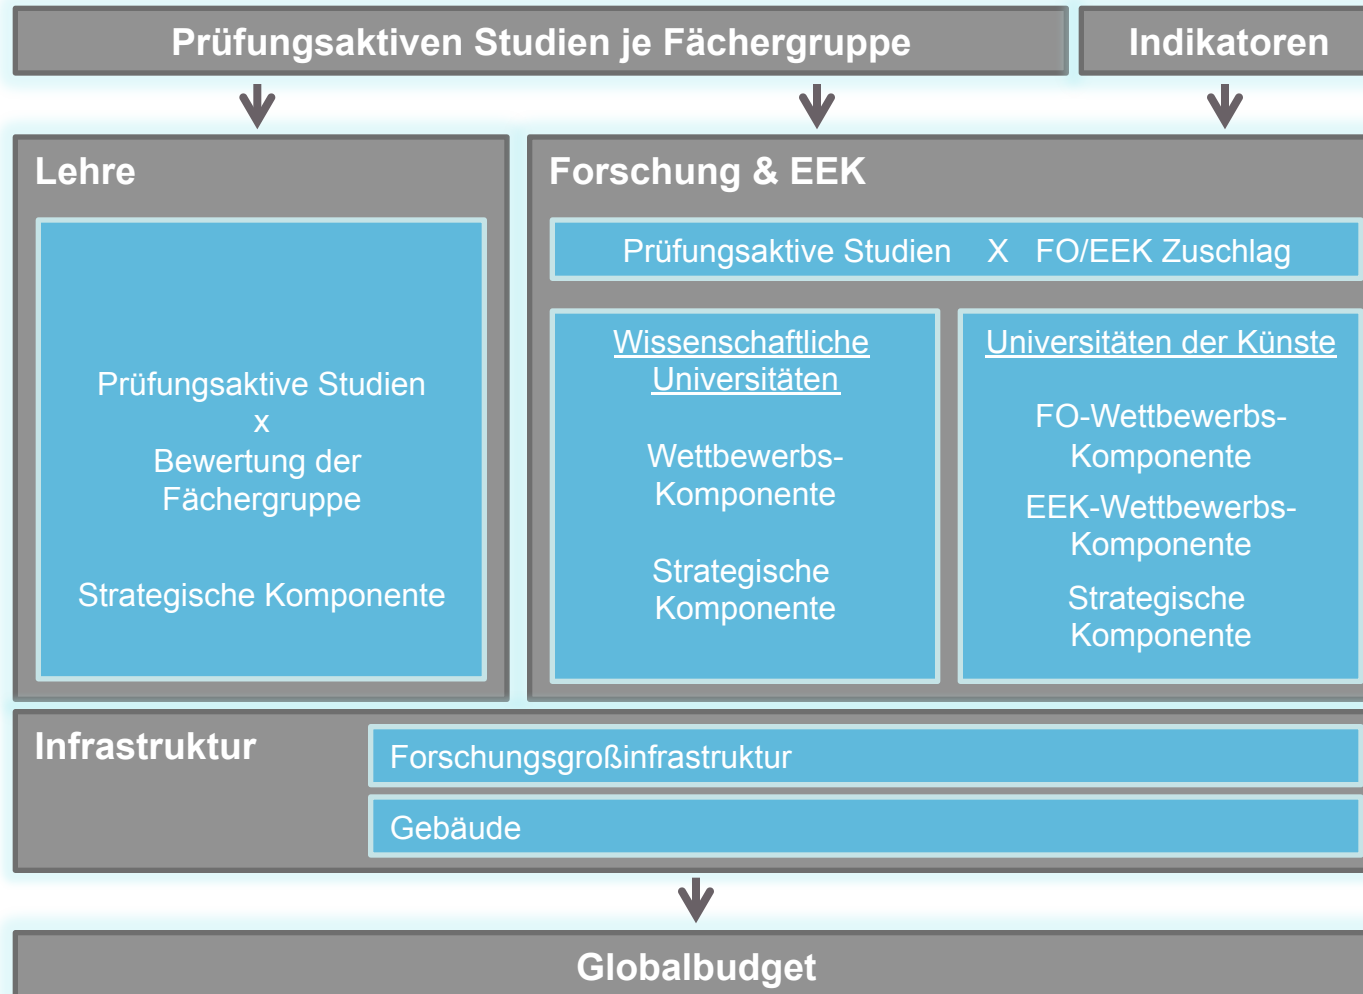 Prüfungsaktiven Studien je Fächergruppe
Indikatoren
Lehre
Prüfungsaktive Studien
x
Bewertung der
Fächergruppe
Strategische Komponente
Forschung & EEK
Prüfungsaktive Studien X FO/EEK Zuschlag
Wissenschaftliche
Universitäten
Wettbewerbs-
Komponente
Strategische
Komponente
Universitäten der Künste
FO-Wettbewerbs-
Komponente
EEK-Wettbewerbs-
Komponente
Strategische
Komponente
Infrastruktur
Forschungsgroßinfrastruktur
Gebäude
Globalbudget